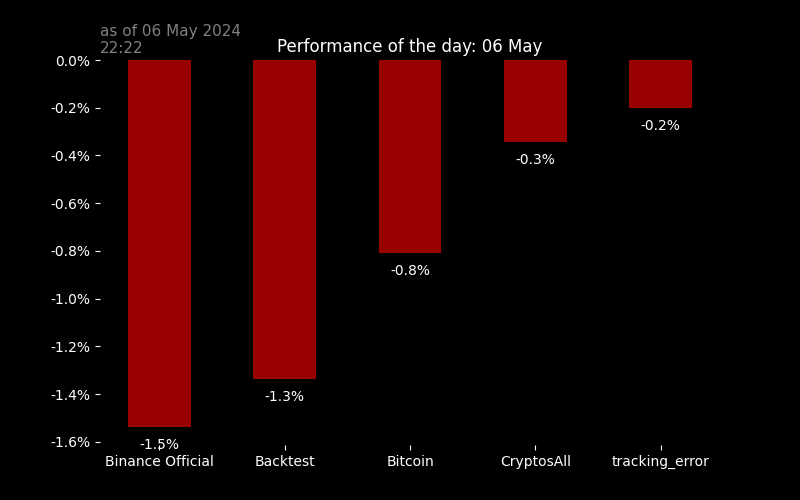 as of 06 May 2024
22:22
Performance of the day: 06 May
0.0%
-0.2%
-0.4%
-0.6%
-0.8%
-1.0%
-1.2%
-1.4%
-1.6%
-1.5%
-1.3%
-0.8%
-0.3%
-0.2%
Binance Official
Backtest
Bitcoin
CryptosAll
tracking_error